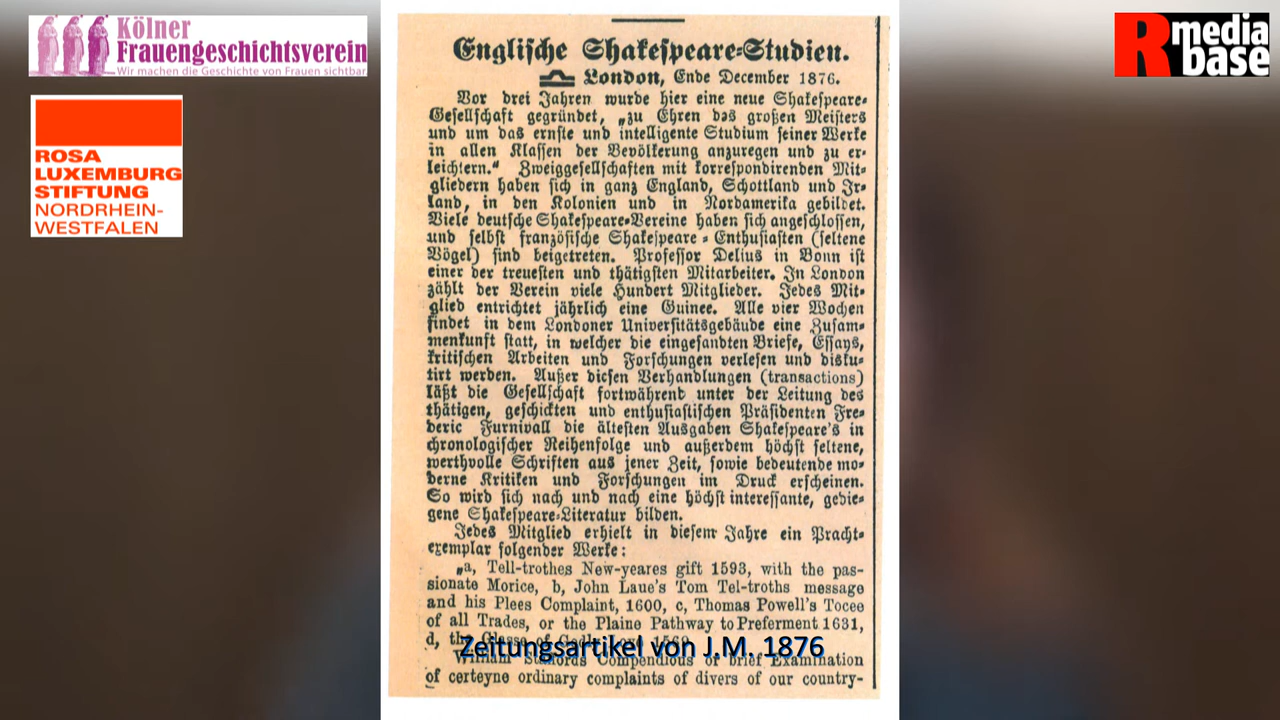 Kölner
Frauengeschichtsverein
Wir machen die Geschichte von Frauen sichtbar
ROSA
LUXEMBURG
STIFTUNG
NORDRHEIN-
WESTFALEN
R media
base
Englische Shakespeare-Studien.
London, Ende December 1876.
Vor drei Jahren wurde hier eine neue Shakespeare-
Gesellschaft gegründet, „zu Ehren das großen Meisters
und um das ernste und intelligente Studium seiner Werke
in allen Klassen der Bevölkerung anzuregen und zu er-
leichtern.“ Zweiggesellschaften mit korrespondirenden Mit-
gliedern haben sich in ganz England, Schottland und Ir-
land, in den Kolonien und in Nordamerika gebildet.
Viele deutsche Shakespeare-Vereine haben sich angeschlossen,
und selbst französische Shakespeare-Enthusiasten (seltene
Vögel) sind beigetreten. Professor Delius in Bonn ist
einer der treuesten und thätigsten Mitarbeiter. In London
zählt der Verein viele Hundert Mitglieder. Jedes Mit-
glied entrichtet jährlich eine Guinee. Alle vier Wochen
findet in dem Londoner Universitätsgebäude eine Zusam-
menkunft statt, in welcher die eingesandten Briefe, Essays,
kritischen Arbeiten und Forschungen verlesen und disku-
tirt werden. Außer diesen Verhandlungen (transactions)
läßt die Gesellschaft fortwährend unter der Leitung des
thätigen, geschickten und enthusiastischen Präsidenten Fre-
deric Furnivall die ältesten Ausgaben Shakespeare's in
chronologischer Reihenfolge und außerdem höchst seltene,
werthvolle Schriften aus jener Zeit, sowie bedeutende mo-
derne Kritiken und Forschungen im Druck erscheinen.
So wird sich nach und nach eine höchst interessante, gedie-
gene Shakespeare-Literatur bilden.
Jedes Mitglied erhielt in diesem Jahre ein Pracht-
exemplar folgender Werke:
„a, Tell-trothes New-yeares gift 1593, with the pas-
sionate Morice, b, John Laue's Tom Tel-troths message
and his Plees Complaint, 1600, c, Thomas Powell's Tocee
of all Trades, or the Plaine Pathway to Preferment 1631,
d, the Glasse of Godly Love 1569
Zeitungsartikel von J.M. 1876
William Staffords Compendious or brief Examination
of certeyne ordinary complaints of divers of our country-